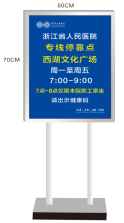 50CM
70CM
浙江省人民医院
专线停靠点
西湖文化广场
周一至周五
7:00-9:00
7点-8点仅限本院职工乘坐
请出示健康码